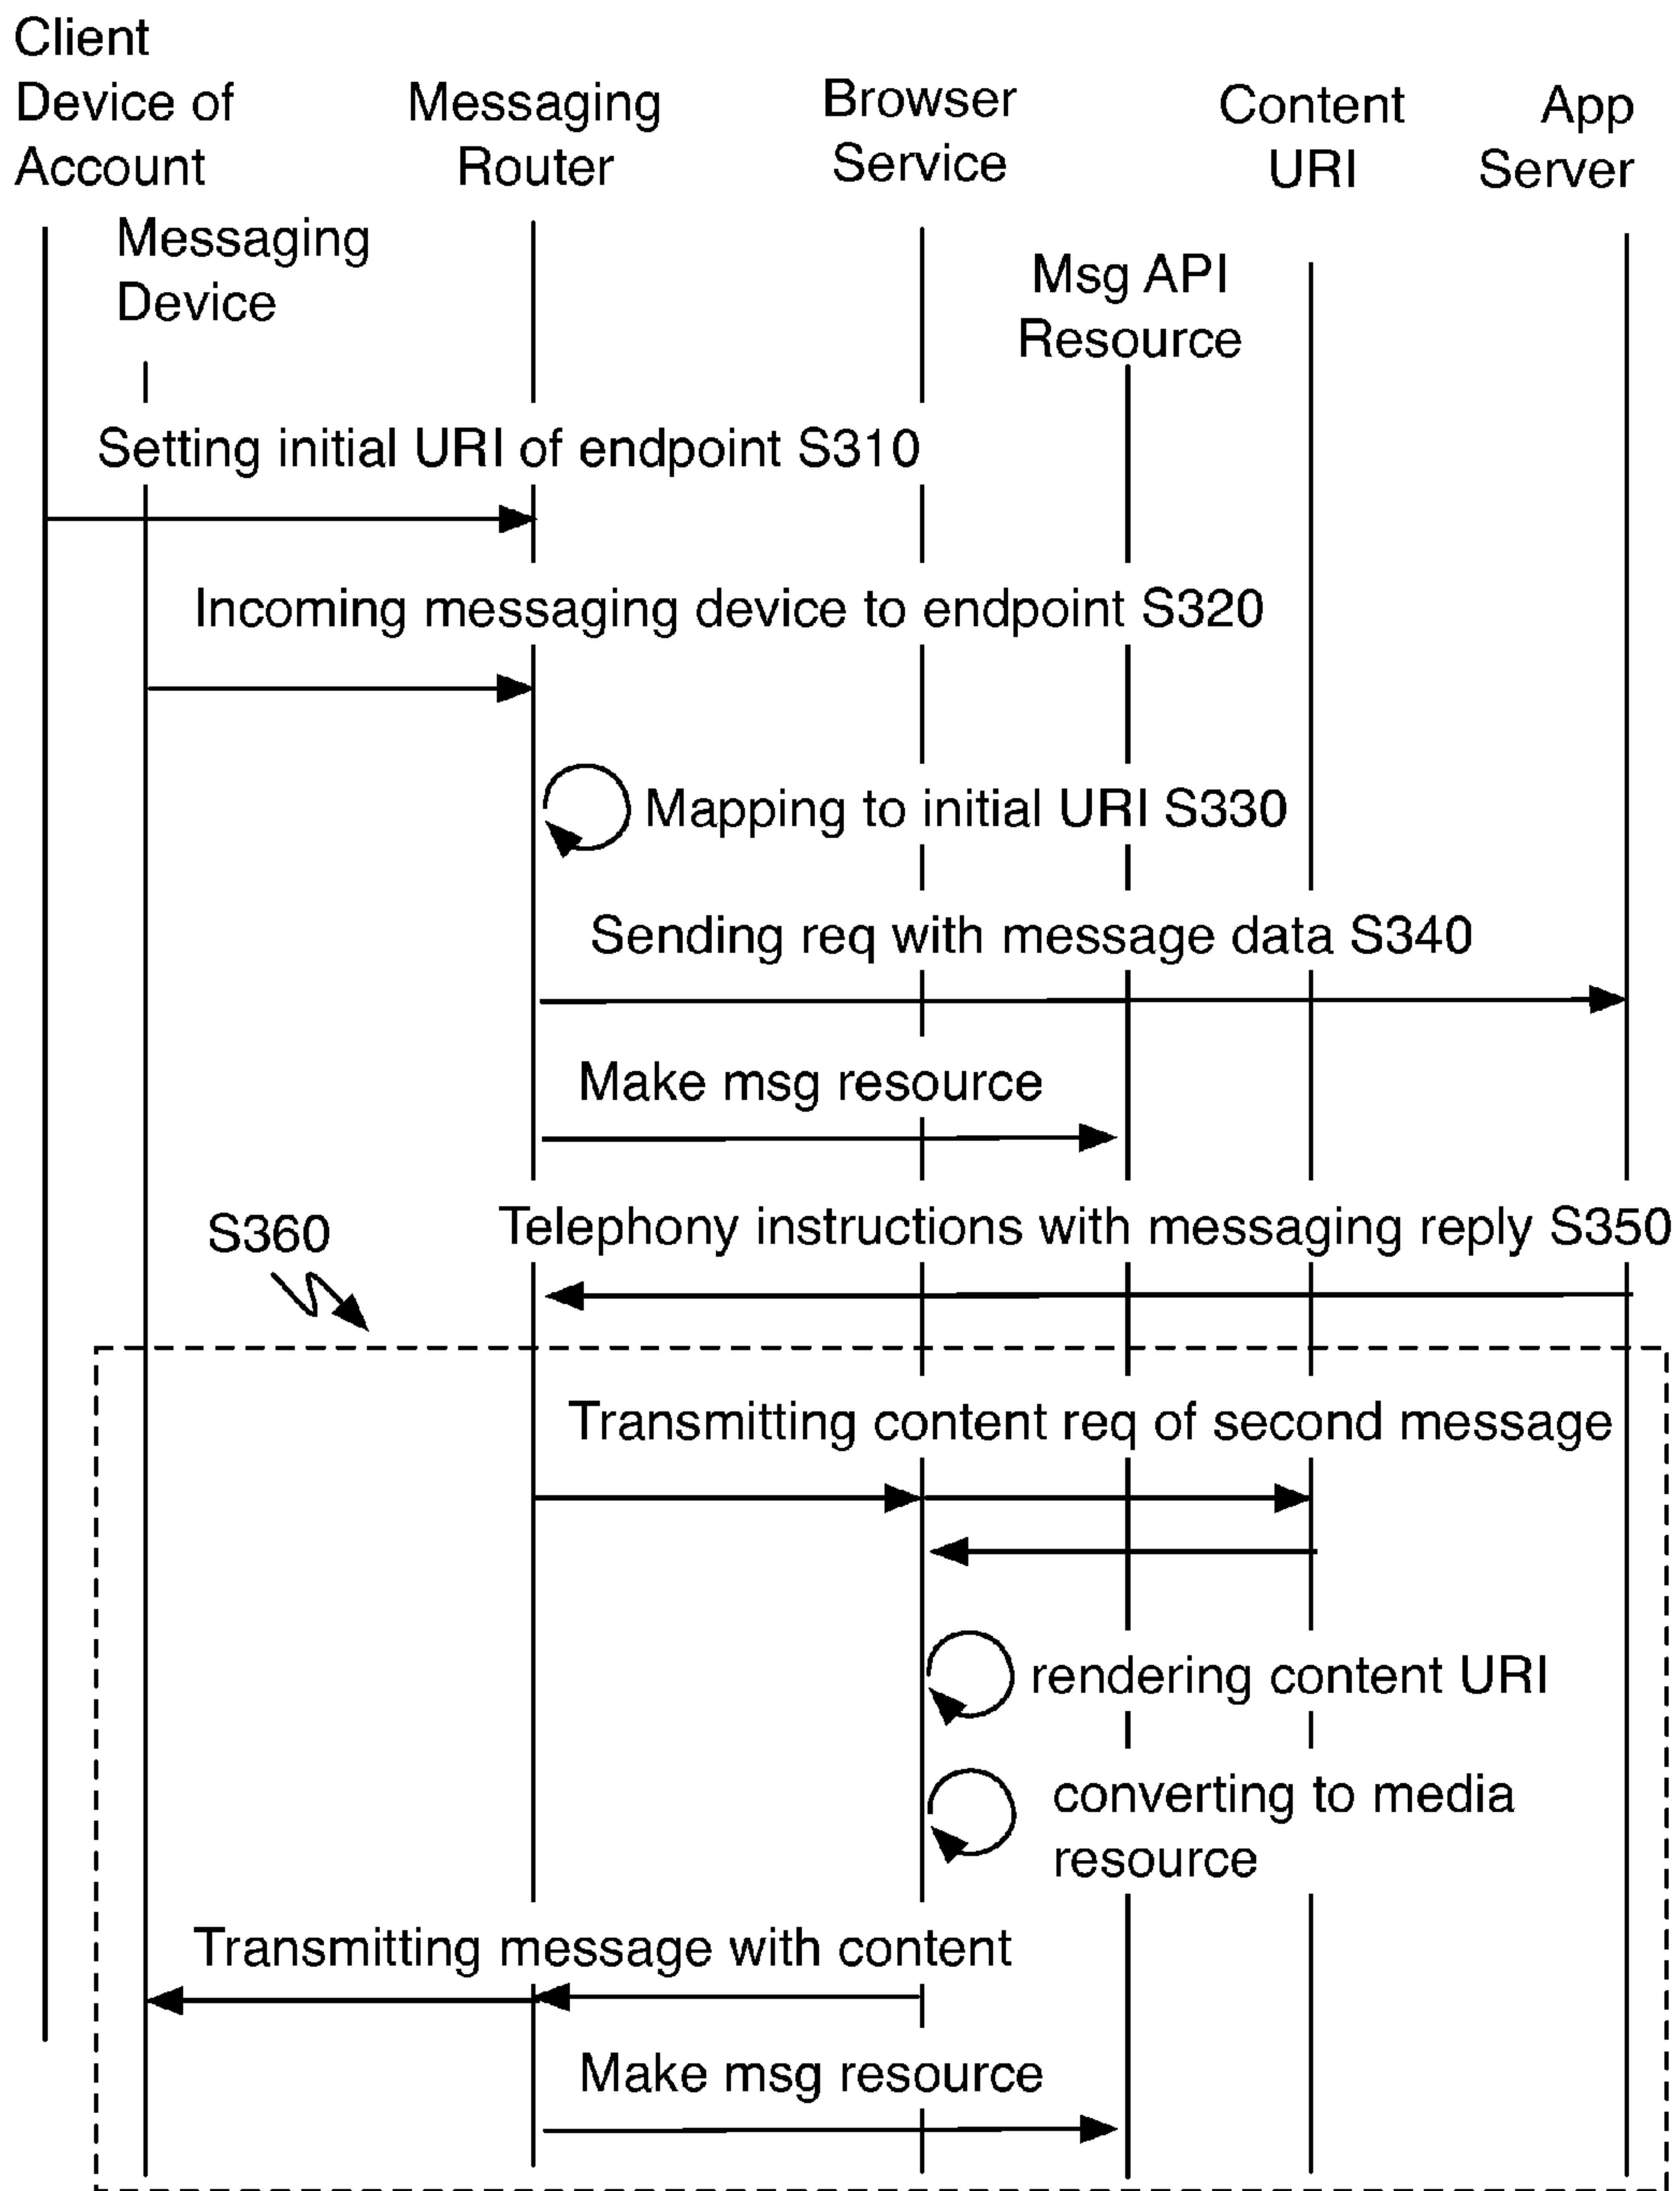 Client
Device of
Account
Messaging
Device
Messaging
Router
Browser
Service
Msg API
Resource
Content
URI
App
Server
Setting initial URI of endpoint S310
Incoming messaging device to endpoint S320
Mapping to initial URI S330
Sending req with message data S340
Make msg resource
S360
Telephony instructions with messaging reply S350
Transmitting content req of second message
rendering content URI
converting to media
resource
Transmitting message with content
Make msg resource